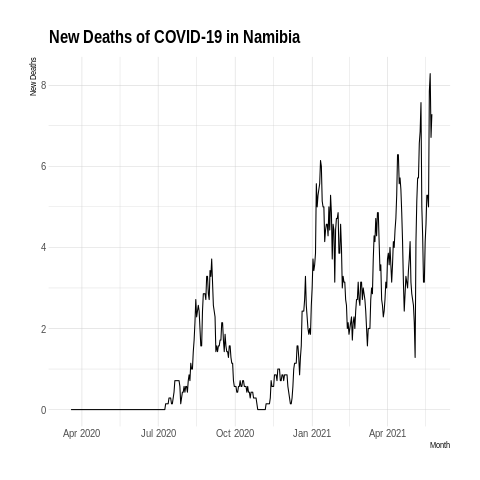 New Deaths of COVID-19 in Namibia
New Deaths
8
6
4
2
0
Apr 2020 Jul 2020 Oct 2020 Jan 2021 Apr 2021
Month